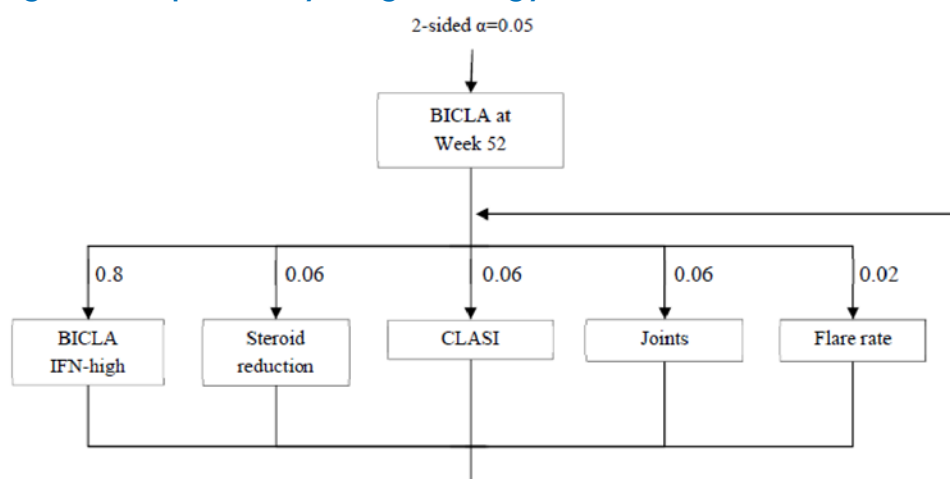 2-sided α=0.05
BICLA at
Week 52
0.8
0.06
0.06
0.06
0.02
BICLA
IFN-high
Steroid
reduction
CLASI
Joints
Flare rate